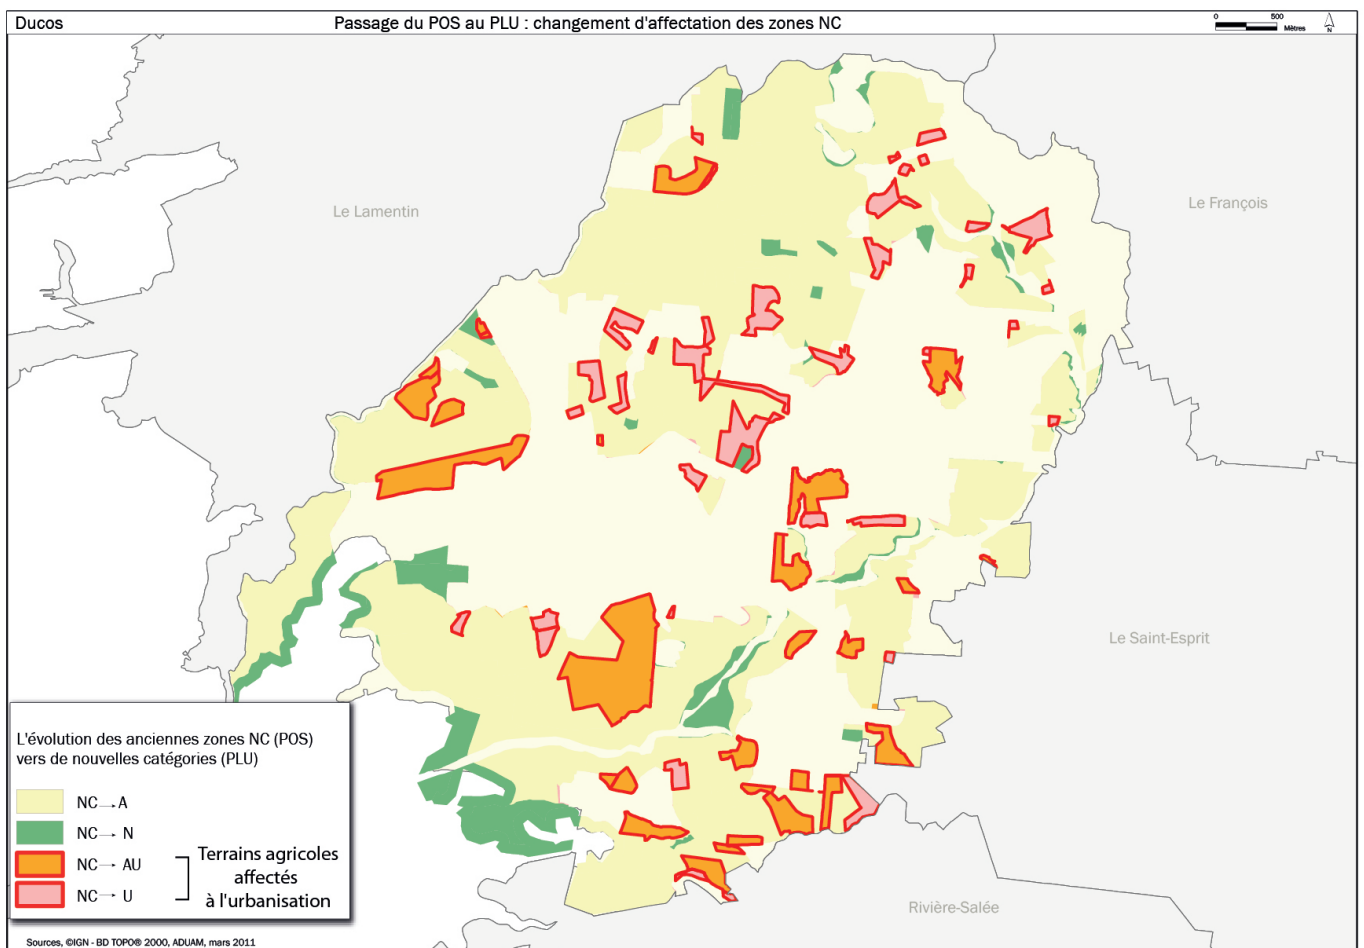 Ducos
Passage du POS au PLU : changement d'affectation des zones NC
0 500
Mètres
N
Le Lamentin
Le François
Le Saint-Esprit
Rivière-Salée
L'évolution des anciennes zones NC (POS)
vers de nouvelles catégories (PLU)
NC → A
NC → N
NC → AU
NC → U
Terrains agricoles
affectés
à l'urbanisation
Sources, ©IGN - BD TOPO® 2000, ADUAM, mars 2011